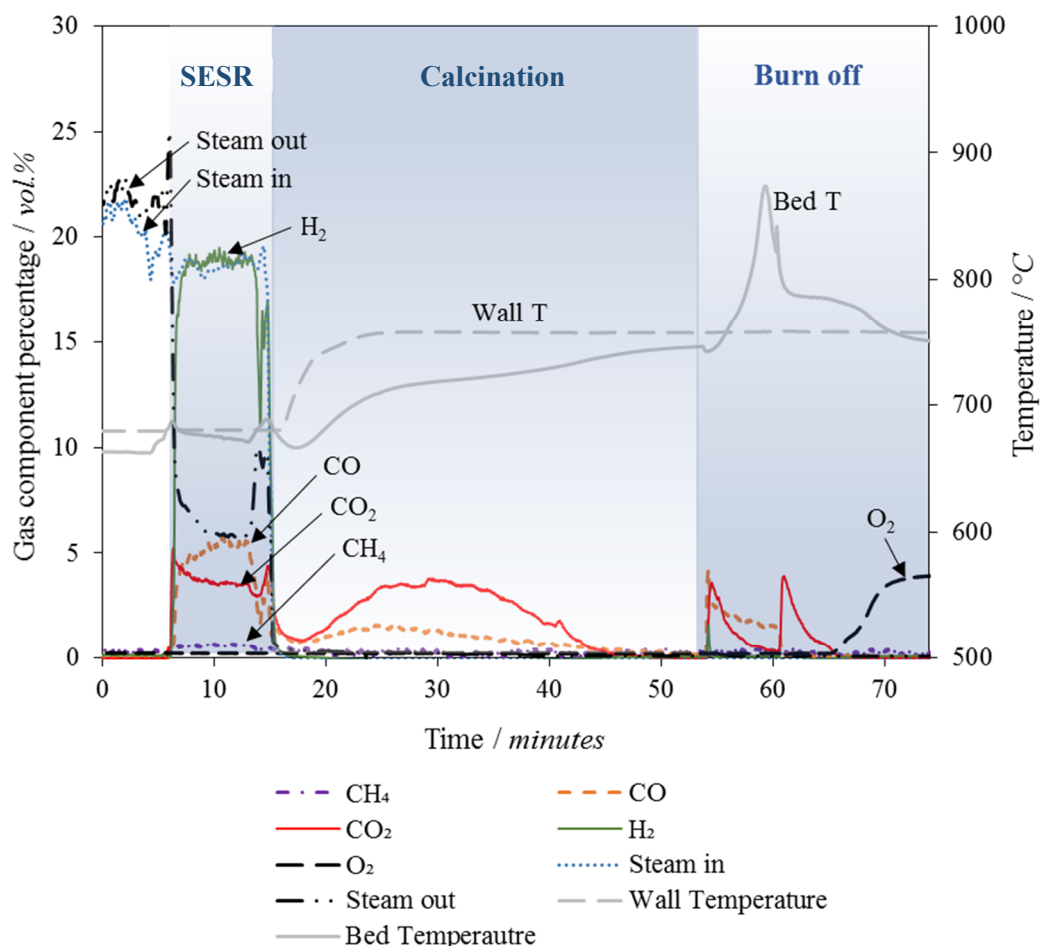 30
25
20
15
10
5
0
Gas component percentage / vol.%
1000
900
800
700
600
500
Temperature / °C
SESR
Calcination
Burn off
Steam out
Steam in
H₂
Bed T
Wall T
CO
CO₂
CH₄
O₂
0 10 20 30 40 50 60 70
Time / minutes
CH₄ CO
CO₂ H₂
O₂ Steam in
Steam out Wall Temperature
Bed Temperautre